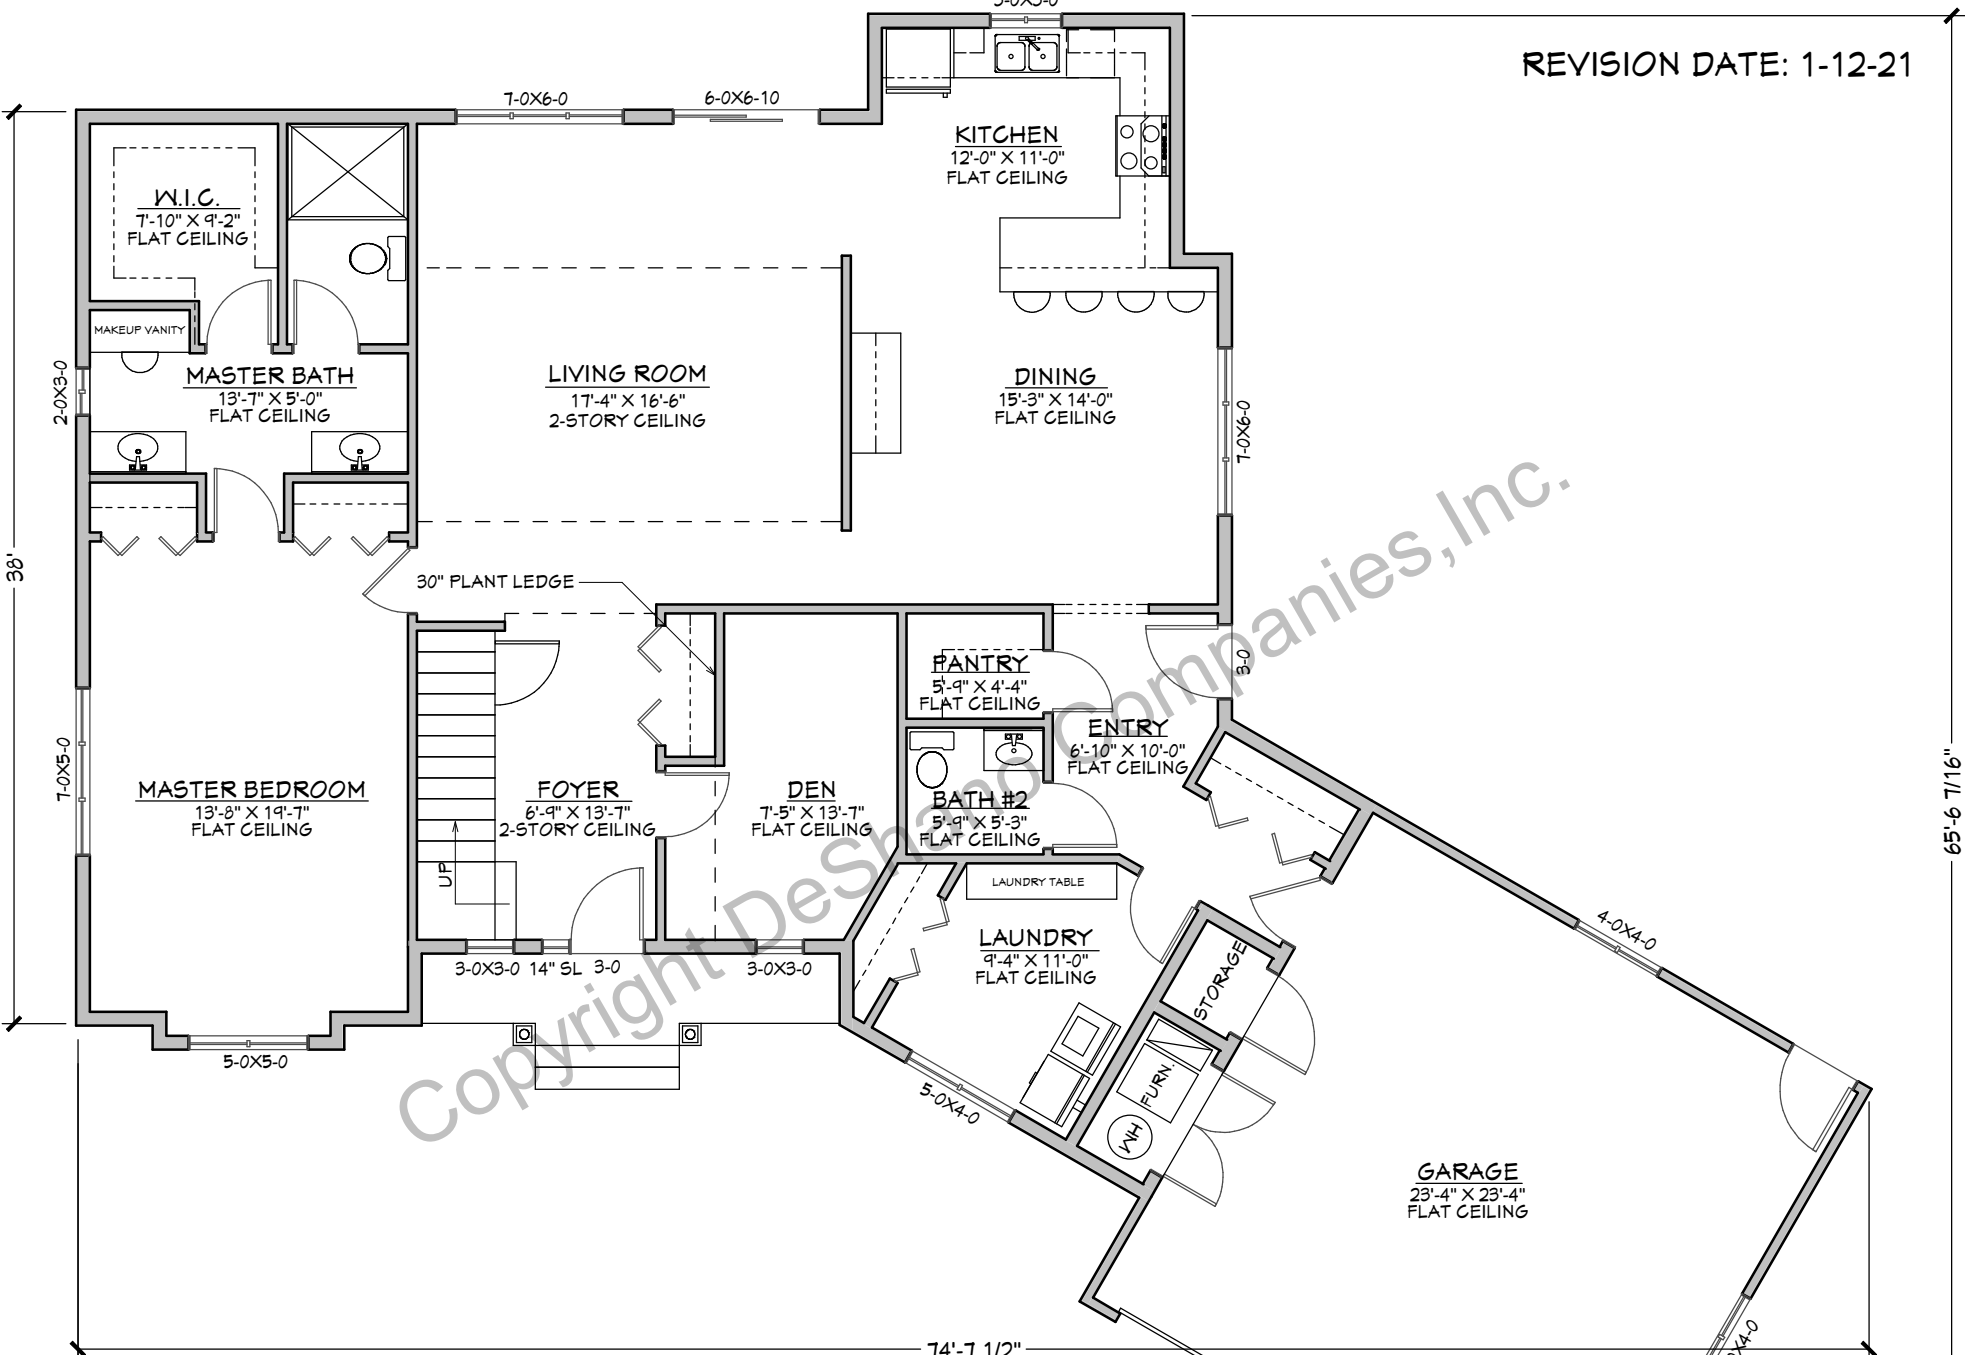 5-0X3-0
REVISION DATE: 1-12-21
7-0X6-0
6-0X6-10
KITCHEN
12'-0" X 11'-0"
FLAT CEILING
W.I.C.
7'-10" X 9'-2"
FLAT CEILING
MAKEUP VANITY
2-0X3-0
MASTER BATH
13'-7" X 5'-0"
FLAT CEILING
LIVING ROOM
17'-4" X 16'-6"
2-STORY CEILING
DINING
15'-3" X 14'-0"
FLAT CEILING
7-0X6-0
38'
30" PLANT LEDGE
PANTRY
5'-9" X 4'-4"
FLAT CEILING
3-0
ENTRY
6'-10" X 10'-0"
FLAT CEILING
7-0X5-0
MASTER BEDROOM
13'-8" X 19'-7"
FLAT CEILING
FOYER
6'-9" X 13'-7"
2-STORY CEILING
DEN
7'-5" X 13'-7"
FLAT CEILING
BATH #2
5'-9" X 5'-3"
FLAT CEILING
65'-6 7/16"
UP
LAUNDRY TABLE
LAUNDRY
9'-4" X 11'-0"
FLAT CEILING
4-0X4-0
STORAGE
3-0X3-0
14" SL
3-0
3-0X3-0
5-0X5-0
5-0X4-0
FURN.
WH
GARAGE
23'-4" X 23'-4"
FLAT CEILING
74'-7 1/2"
Copyright DeShano Companies,Inc.